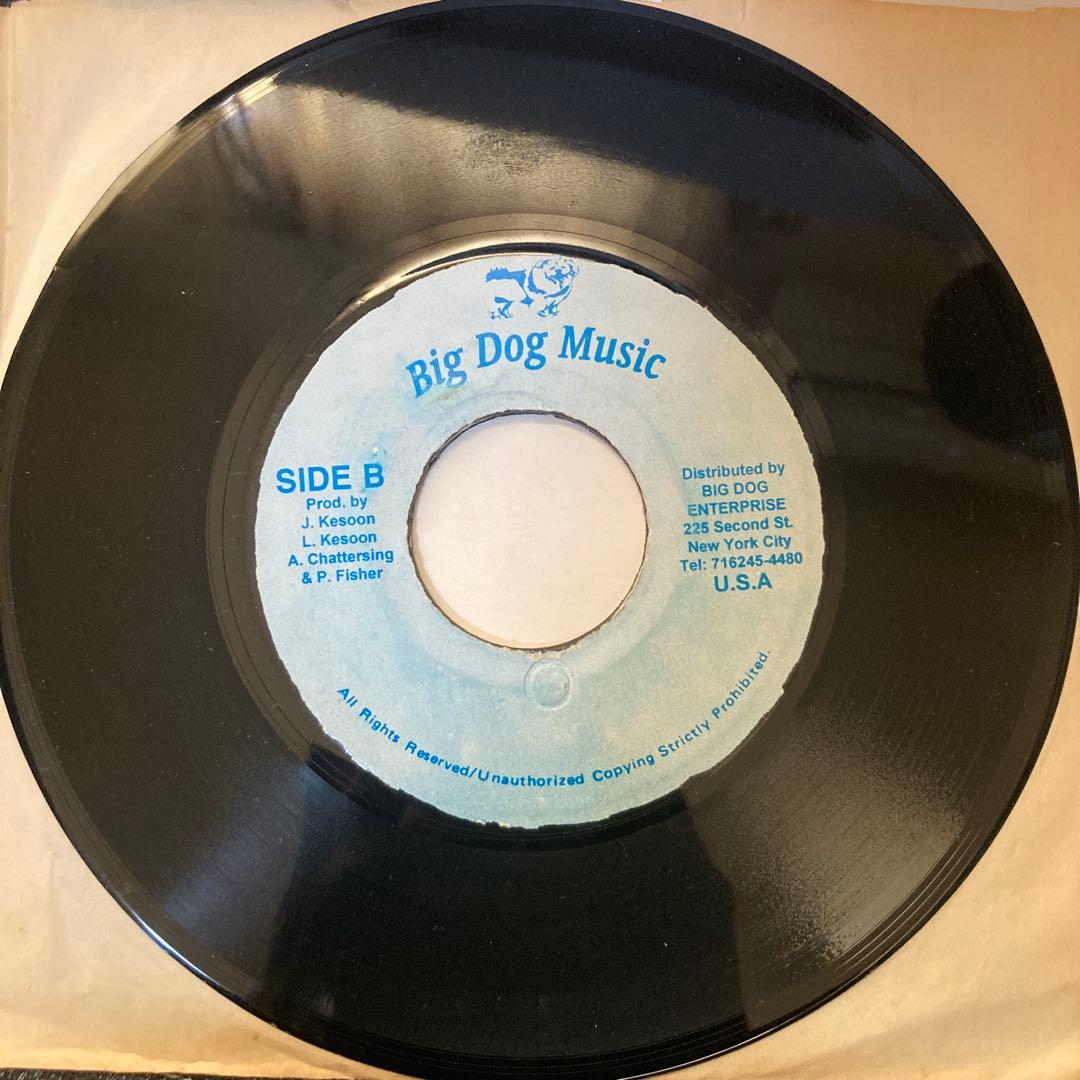 Big Dog Music
SIDE B
Prod. by
J. Kesoon
L. Kesoon
A. Chattersing
& P. Fisher
Distributed by
BIG DOG
ENTERPRISE
225 Second St.
New York City
Tel: 716245-4480
U.S.A
All Rights Reserved/Unauthorized Copying Strictly Prohibited.